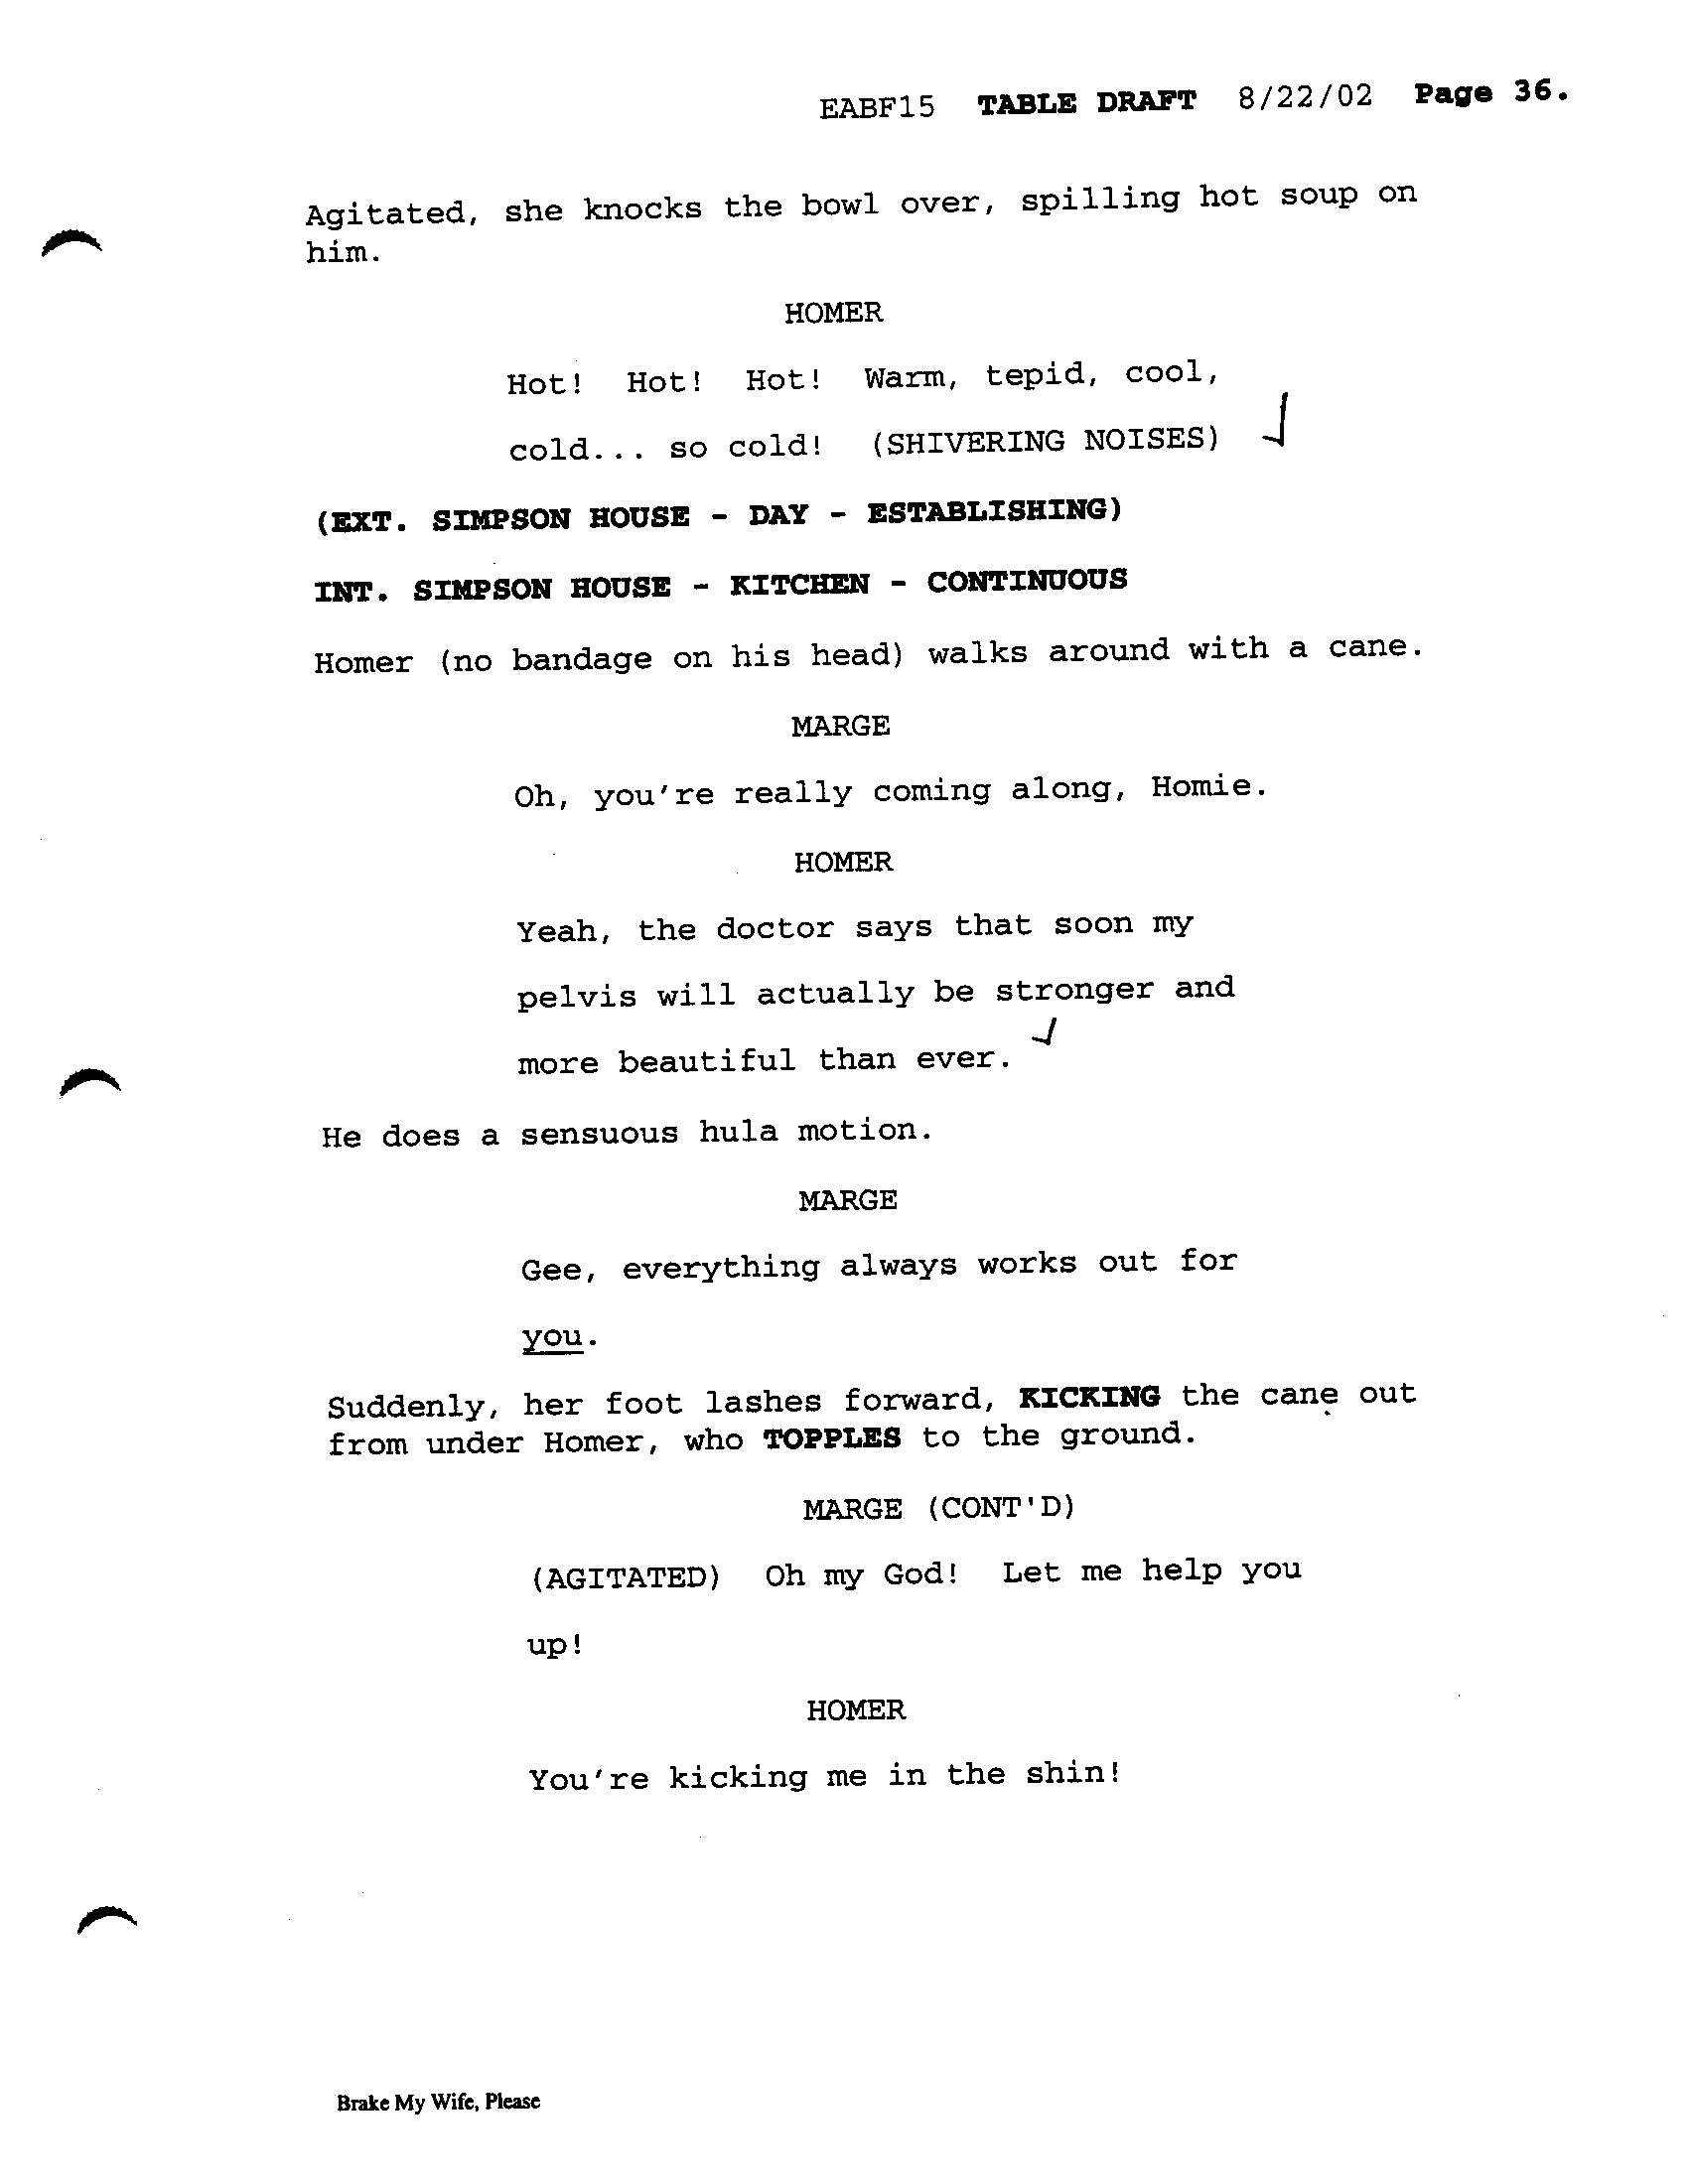 EABF15 TABLE DRAFT 8/22/02 Page 36.
Agitated, she knocks the bowl over, spilling hot soup on
him.
HOMER
Hot! Hot! Hot! Warm, tepid, cool,
cold... so cold! (SHIVERING NOISES)
(EXT. SIMPSON HOUSE - DAY - ESTABLISHING)
INT. SIMPSON HOUSE - KITCHEN - CONTINUOUS
Homer (no bandage on his head) walks around with a cane.
MARGE
Oh, you're really coming along, Homie.
HOMER
Yeah, the doctor says that soon my
pelvis will actually be stronger and
more beautiful than ever.
He does a sensuous hula motion.
MARGE
Gee, everything always works out for
you.
Suddenly, her foot lashes forward, KICKING the cane out
from under Homer, who TOPPLES to the ground.
MARGE (CONT'D)
(AGITATED) Oh my God! Let me help you
up!
HOMER
You're kicking me in the shin!
Brake My Wife, Please